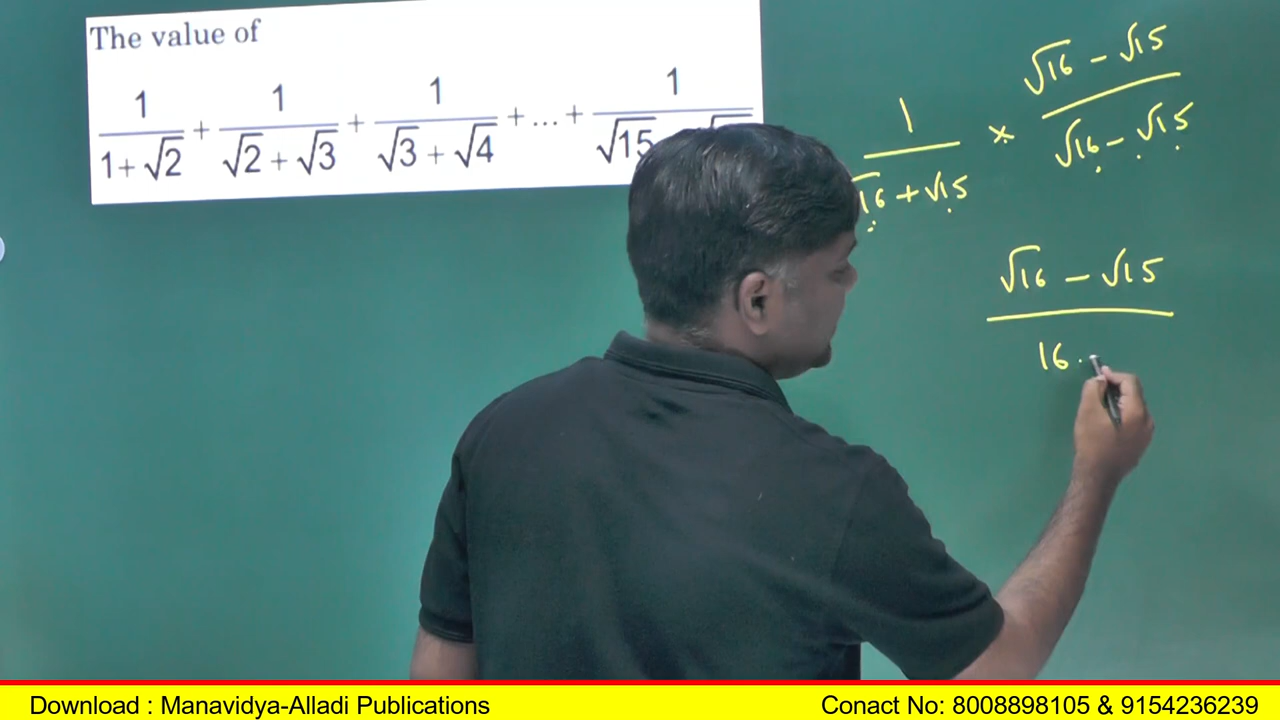 The value of
1/(1+√2) + 1/(√2+√3) + 1/(√3+√4) +...+ 1/√15
1/(√16+√15) × (√16-√15)/(√16-√15)
(√16-√15)/16
Download : Manavidya-Alladi Publications
Conact No: 8008898105 & 9154236239